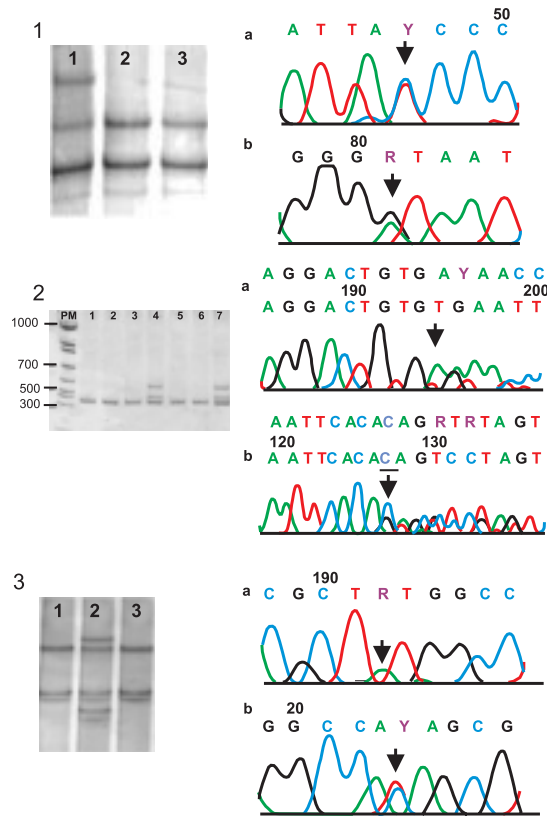 1
1 2 3
a
A T T A Y C C C
50
b
80
G G G R T A A T
2
PM 1 2 3 4 5 6 7
1000
700
500
300
a
A G G A C T G T G A Y A A C C
190 200
A G G A C T G T G T G A A T T
A A T T C A C A C A G R T R T A G T
120 130
b
A A T T C A C A C A G T C C T A G T
3
1 2 3
a
190
C G C T R T G G C C
b
20
G G C C A Y A G C G